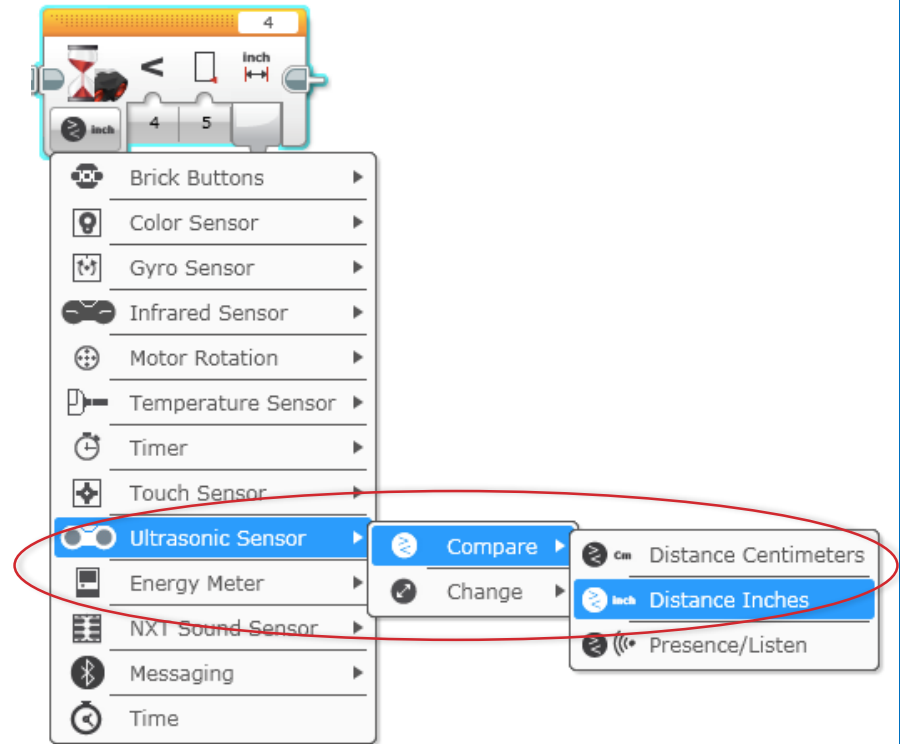 4
< inch
inch 4 5
Brick Buttons
Color Sensor
Gyro Sensor
Infrared Sensor
Motor Rotation
Temperature Sensor
Timer
Touch Sensor
Ultrasonic Sensor
Energy Meter
NXT Sound Sensor
Messaging
Time
Compare
Change
Cm Distance Centimeters
inch Distance Inches
Presence/Listen